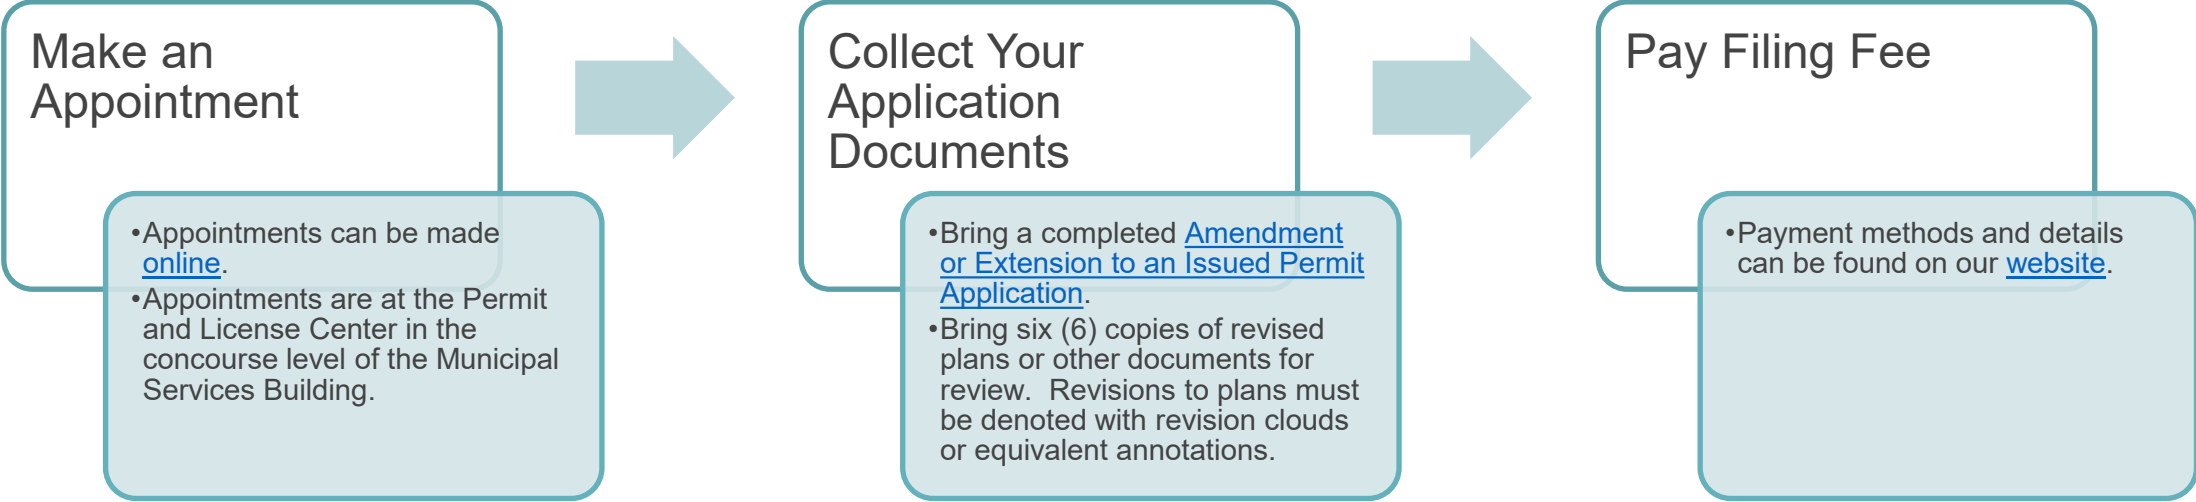 Make an
Appointment
•Appointments can be made
online.
•Appointments are at the Permit
and License Center in the
concourse level of the Municipal
Services Building.
Collect Your
Application
Documents
•Bring a completed Amendment
or Extension to an Issued Permit
Application.
•Bring six (6) copies of revised
plans or other documents for
review.  Revisions to plans must
be denoted with revision clouds
or equivalent annotations.
Pay Filing Fee
•Payment methods and details
can be found on our website.